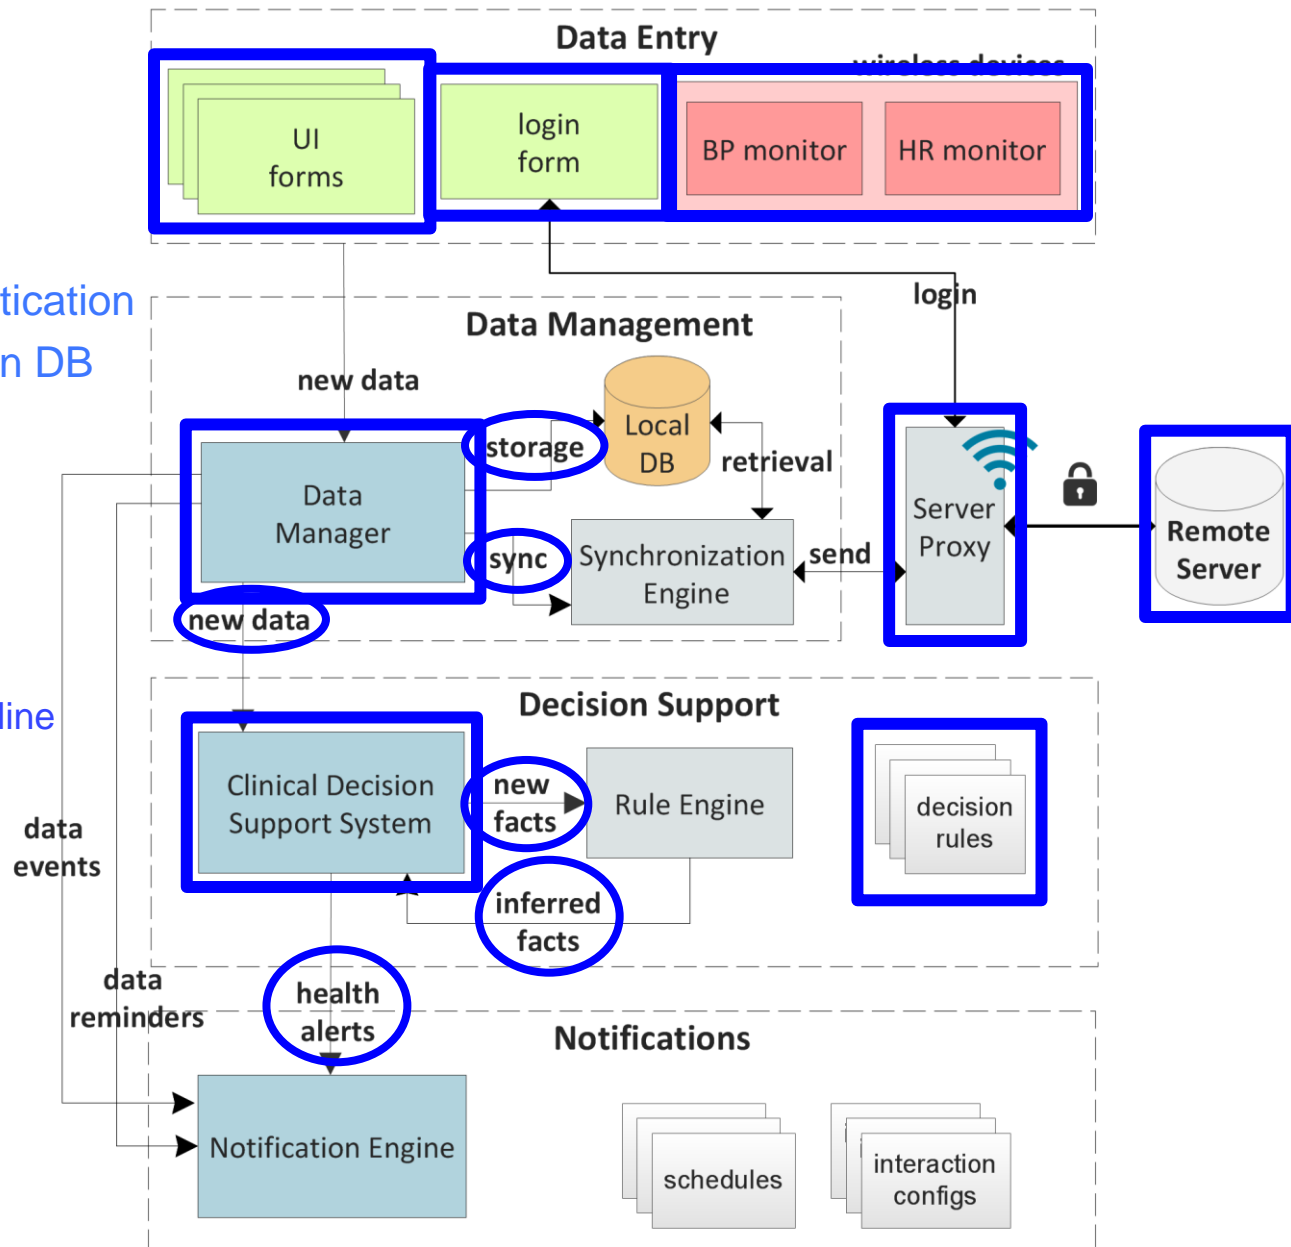 Data Entry
wireless devices
UI
forms
login
form
BP monitor
HR monitor
login
tication
n DB
Data Management
new data
storage
Local
DB
retrieval
Data
Manager
sync
Synchronization
Engine
send
Server
Proxy
Remote
Server
new data
line
Decision Support
Clinical Decision
Support System
new
facts
Rule Engine
decision
rules
data
events
inferred
facts
data
reminders
health
alerts
Notifications
Notification Engine
schedules
interaction
configs